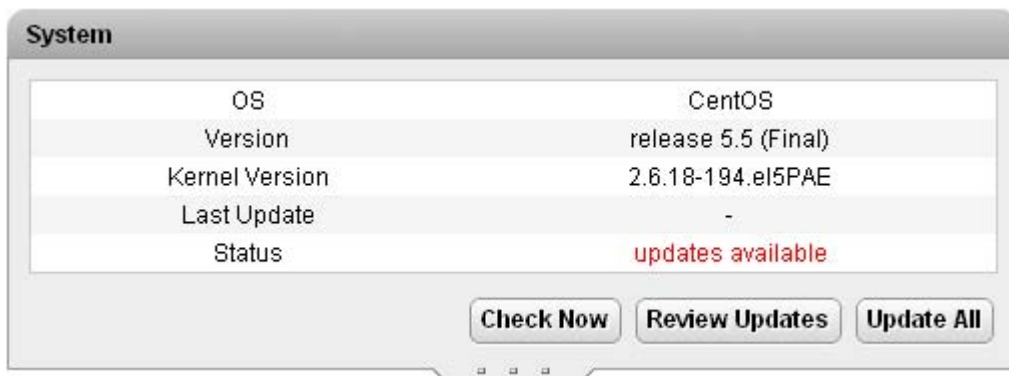 System
OS CentOS
Version release 5.5 (Final)
Kernel Version 2.6.18-194.el5PAE
Last Update -
Status updates available
Check Now Review Updates Update All